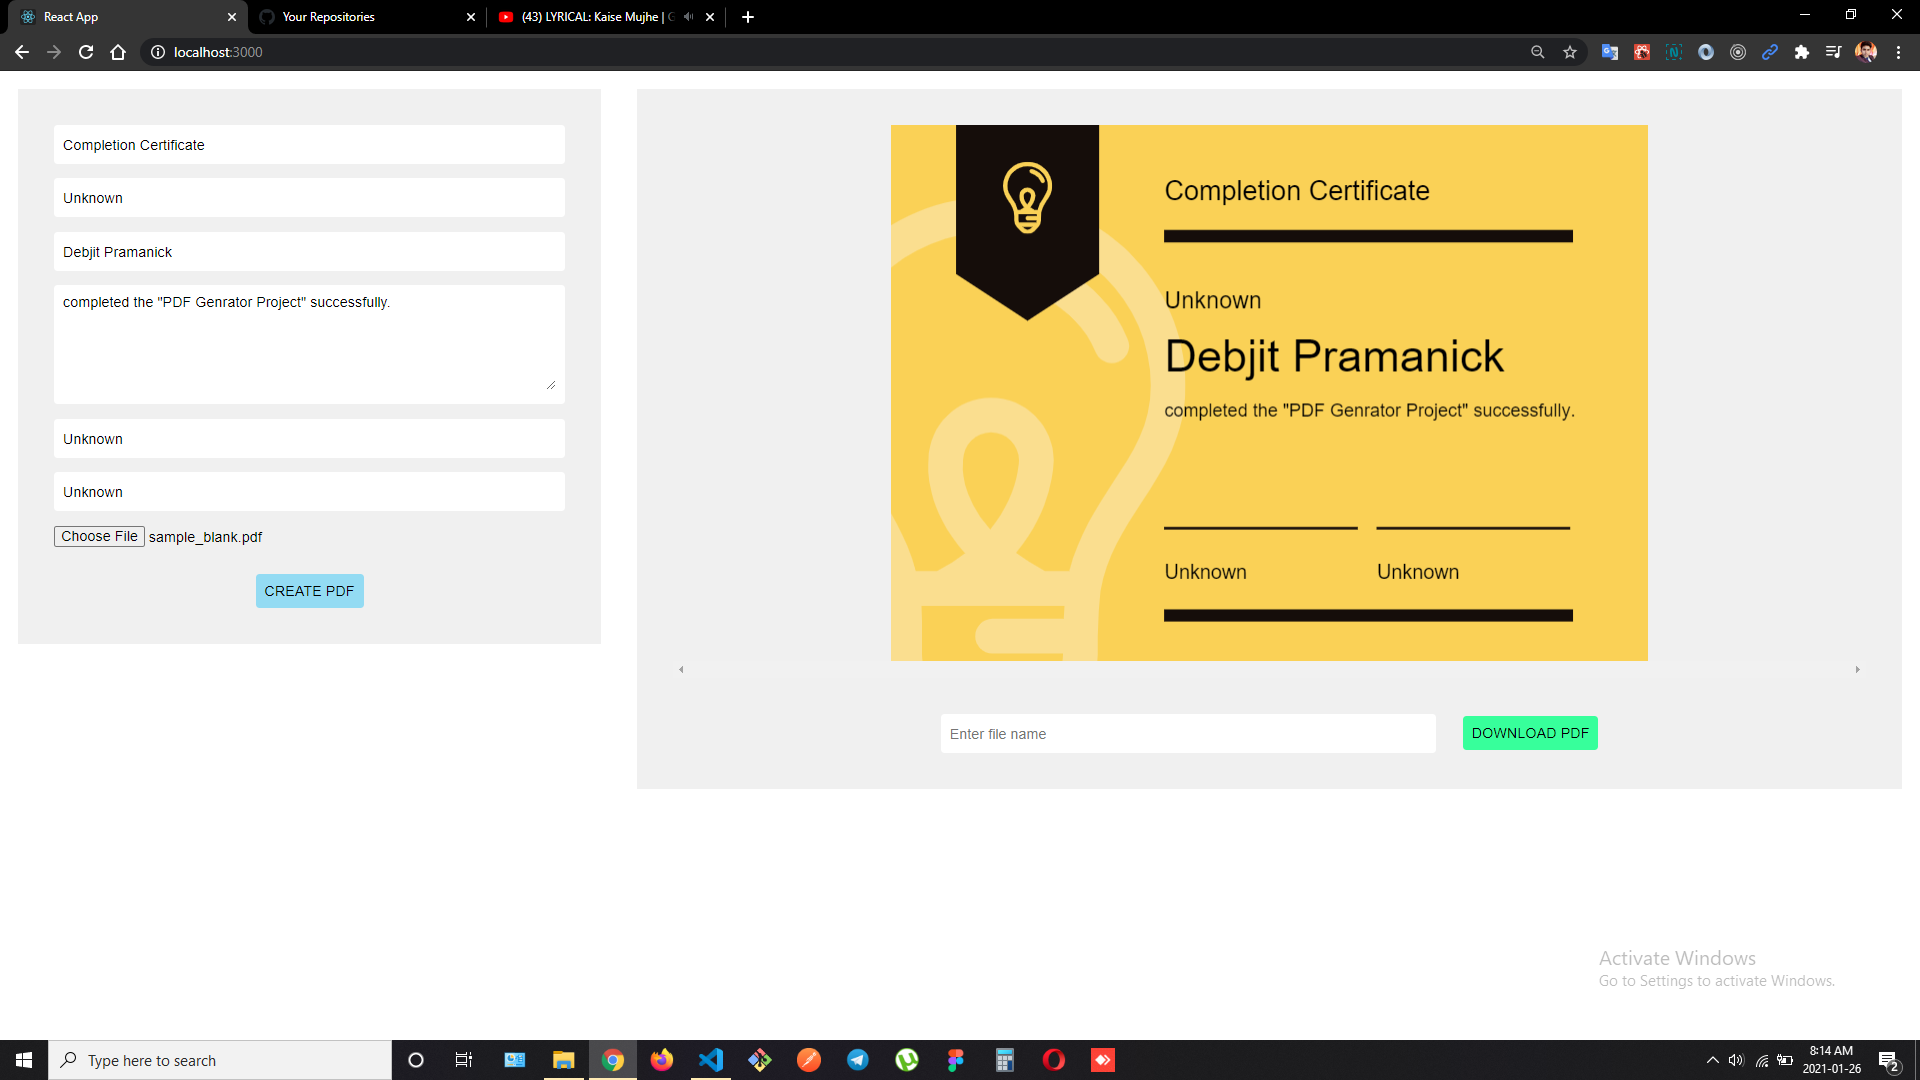 React App
Your Repositories
(43) LYRICAL: Kaise Mujhe | G
localhost:3000
Completion Certificate
Unknown
Debjit Pramanick
completed the "PDF Genrator Project" successfully.
Unknown
Unknown
Choose File sample_blank.pdf
CREATE PDF
Completion Certificate
Unknown
Debjit Pramanick
completed the "PDF Genrator Project" successfully.
Unknown Unknown
Enter file name
DOWNLOAD PDF
Activate Windows
Go to Settings to activate Windows.
Type here to search
8:14 AM
2021-01-26
2